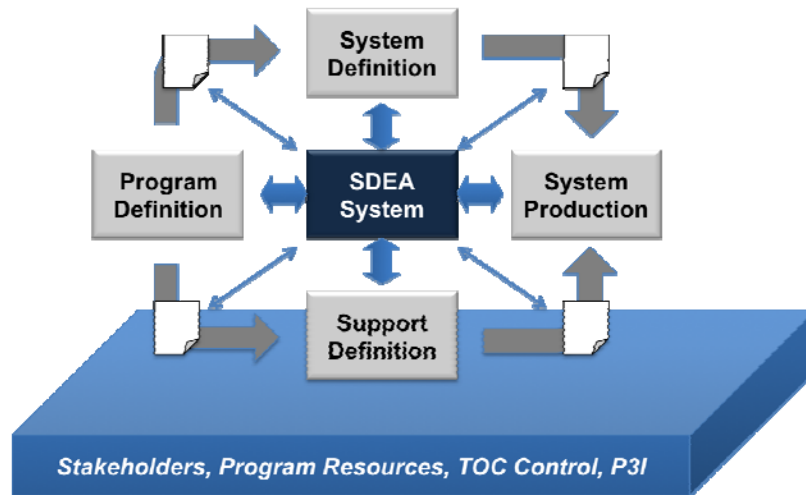 System
Definition
Program
Definition
SDEA
System
System
Production
Support
Definition
Stakeholders, Program Resources, TOC Control, P3I